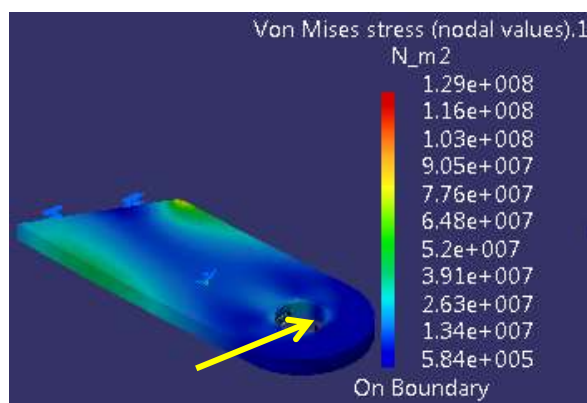 Von Mises stress (nodal values).1
N_m2
1.29e+008
1.16e+008
1.03e+008
9.05e+007
7.76e+007
6.48e+007
5.2e+007
3.91e+007
2.63e+007
1.34e+007
5.84e+005
On Boundary